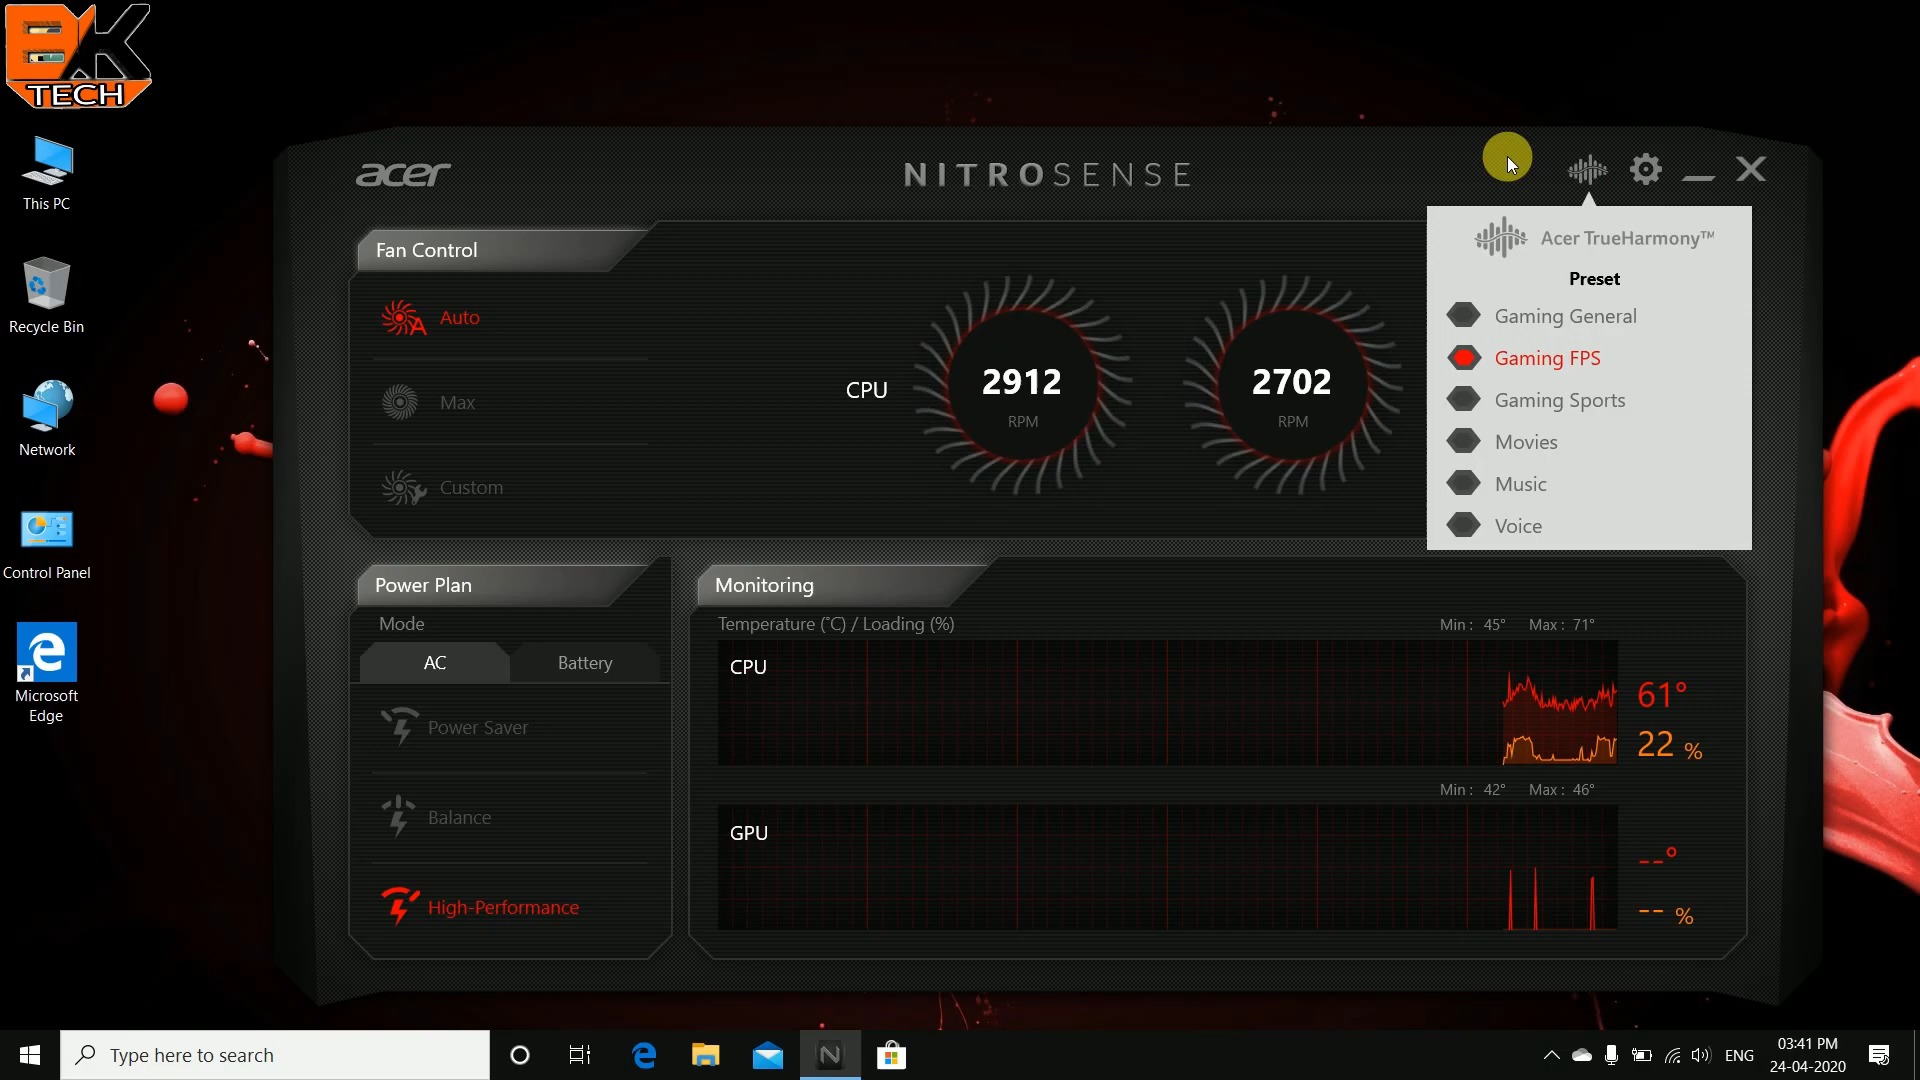 EK
TECH
This PC
Recycle Bin
Network
Control Panel
Microsoft
Edge
acer
NITROSENSE
Fan Control
Auto
Max
Custom
CPU
2912
RPM
2702
RPM
Acer TrueHarmony™
Preset
Gaming General
Gaming FPS
Gaming Sports
Movies
Music
Voice
Power Plan
Mode
AC
Battery
Power Saver
Balance
High-Performance
Monitoring
Temperature (°C) / Loading (%)
Min : 45° Max : 71°
CPU
61°
22 %
Min : 42° Max : 46°
GPU
--°
-- %
Type here to search
ENG
03:41 PM
24-04-2020